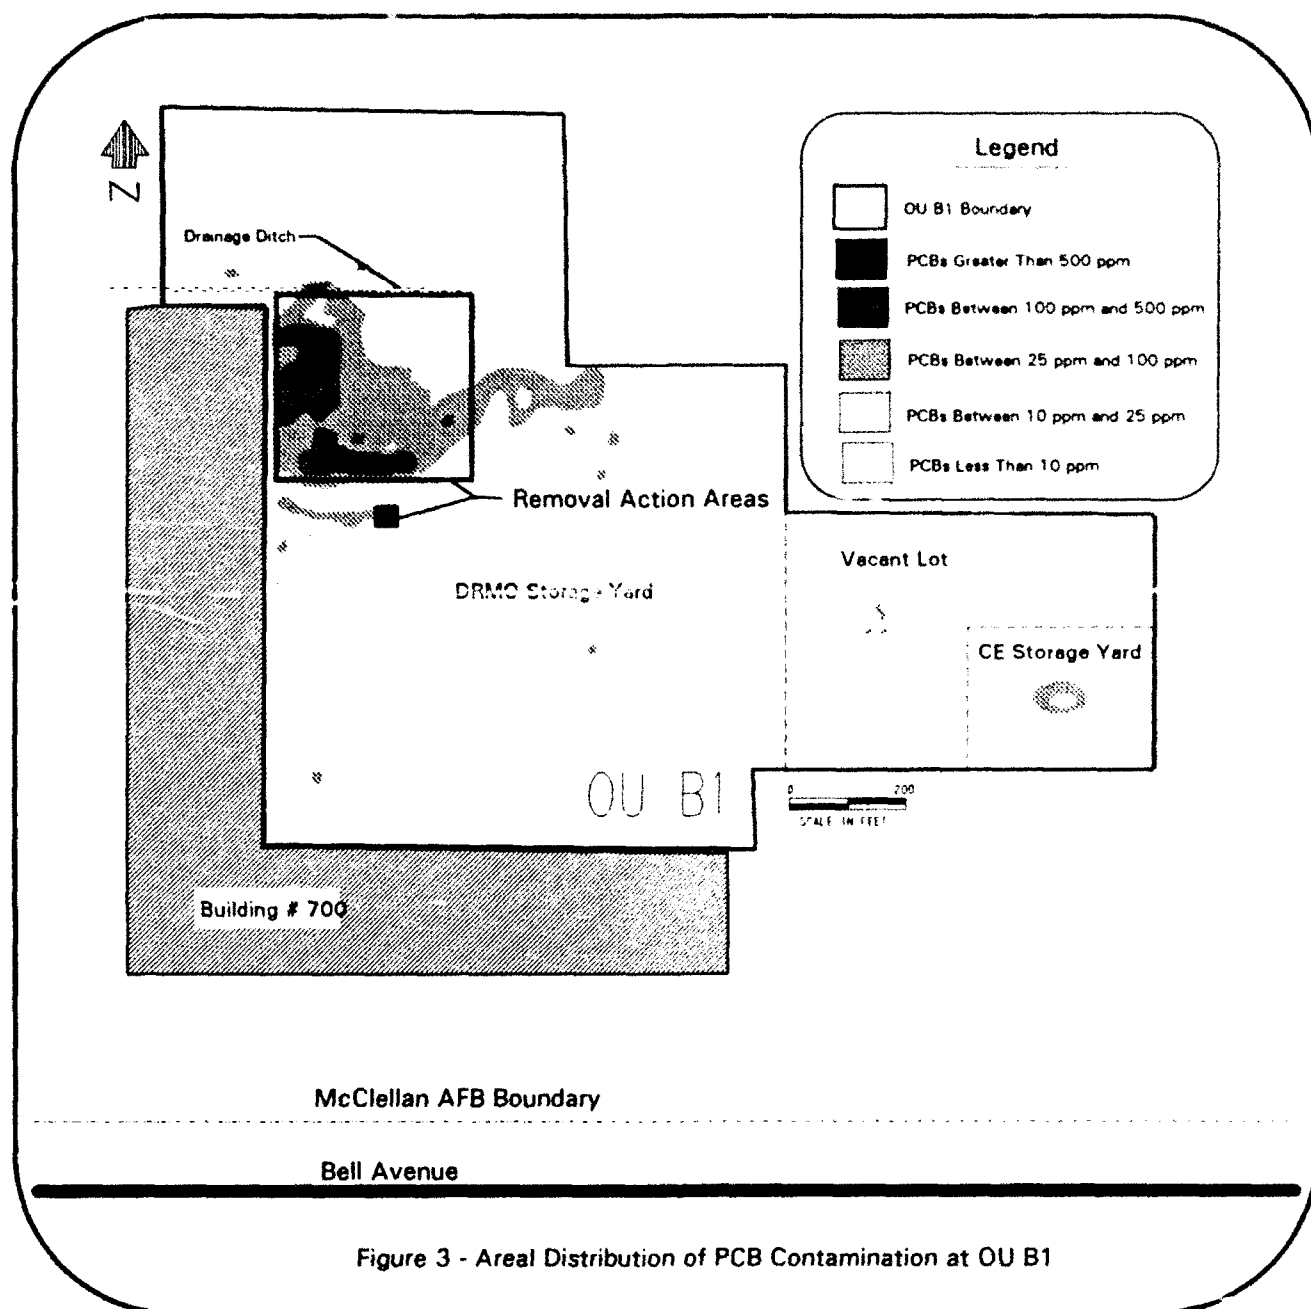 Legend
OU B1 Boundary
PCBs Greater Than 500 ppm
PCBs Between 100 ppm and 500 ppm
PCBs Between 25 ppm and 100 ppm
PCBs Between 10 ppm and 25 ppm
PCBs Less Than 10 ppm
N
Drainage Ditch
Removal Action Areas
Vacant Lot
DRMO Storage Yard
CE Storage Yard
OU B1
0 200
SCALE IN FEET
Building # 700
McClellan AFB Boundary
Bell Avenue
Figure 3 - Areal Distribution of PCB Contamination at OU B1